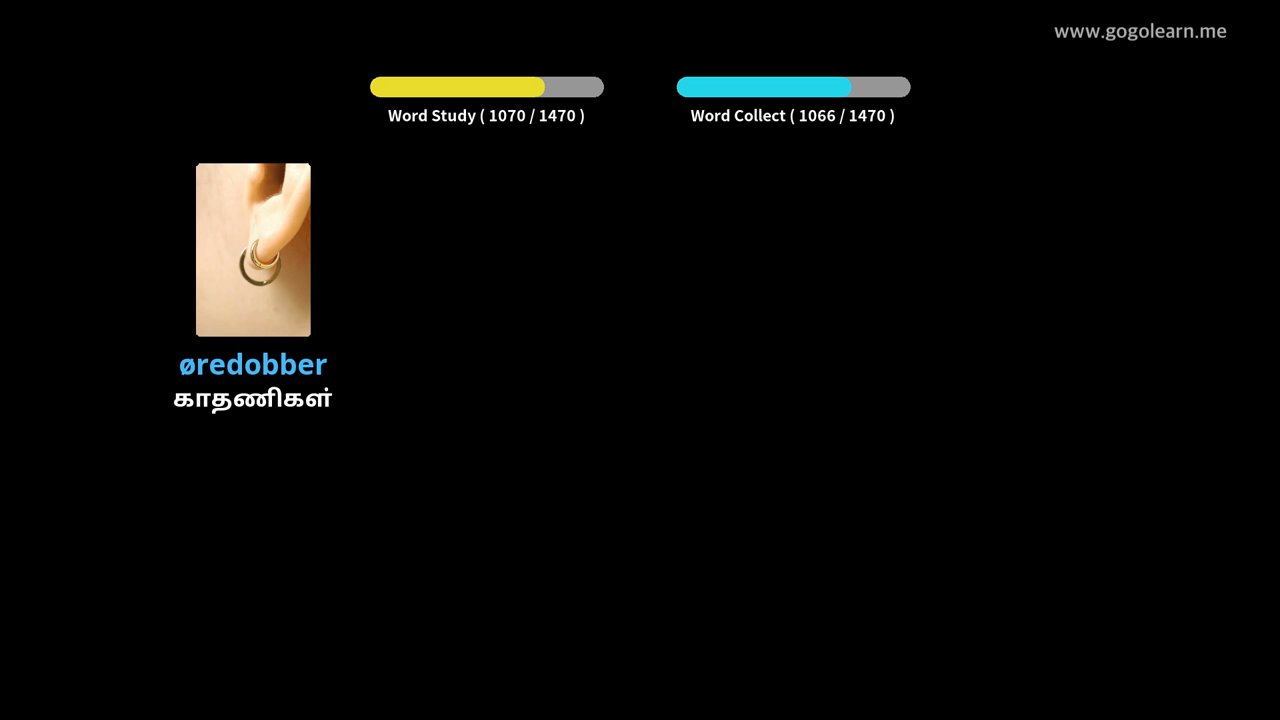 www.gogolearn.me
Word Study ( 1070 / 1470 )
Word Collect ( 1066 / 1470 )
øredobber
காதணிகள்